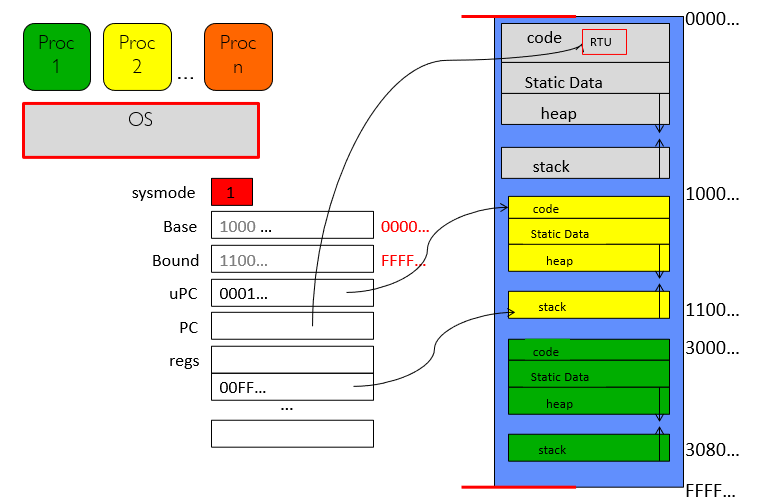 Proc
1
Proc
2
...
Proc
n
OS
sysmode
1
Base
1000 ...
0000...
Bound
1100...
FFFF...
uPC
0001...
PC
regs
00FF...
...
code
RTU
Static Data
heap
stack
code
Static Data
heap
stack
code
Static Data
heap
stack
0000...
1000...
1100...
3000...
3080...
FFFF...